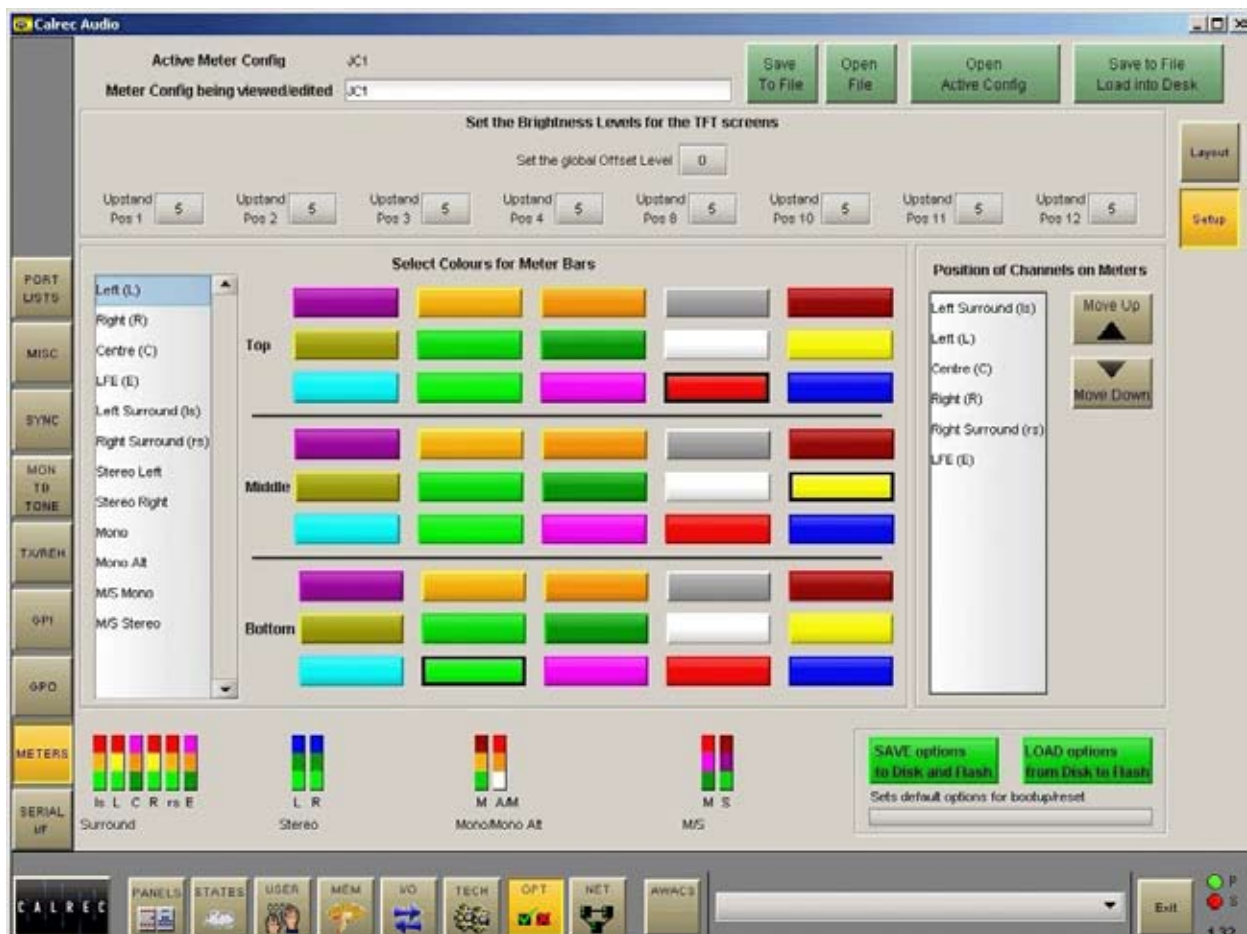 Calrec Audio
Active Meter Config JC1
Meter Config being viewed/edited JC1
Save To File
Open File
Open Active Config
Save to File Load into Desk
Set the Brightness Levels for the TFT screens
Set the global Offset Level 0
Upstand Pos 1 5
Upstand Pos 2 5
Upstand Pos 3 5
Upstand Pos 4 5
Upstand Pos 8 5
Upstand Pos 10 5
Upstand Pos 11 5
Upstand Pos 12 5
Layout
Setup
PORT LISTS
MISC
SYNC
MON TB TONE
TX/REH
GPI
GPO
METERS
SERIAL I/F
Select Colours for Meter Bars
Left (L)
Right (R)
Centre (C)
LFE (E)
Left Surround (ls)
Right Surround (rs)
Stereo Left
Stereo Right
Mono
Mono Alt
M/S Mono
M/S Stereo
Top
Middle
Bottom
Position of Channels on Meters
Left Surround (ls)
Left (L)
Centre (C)
Right (R)
Right Surround (rs)
LFE (E)
Move Up
Move Down
ls L C R rs E
Surround
L R
Stereo
M A/M
Mono/Mono Alt
M S
M/S
SAVE options to Disk and Flash
LOAD options from Disk to Flash
Sets default options for bootup/reset
CALREC
PANELS
STATES
USER
MEM
I/O
TECH
OPT
NET
AWACS
Exit
P
S
1.32